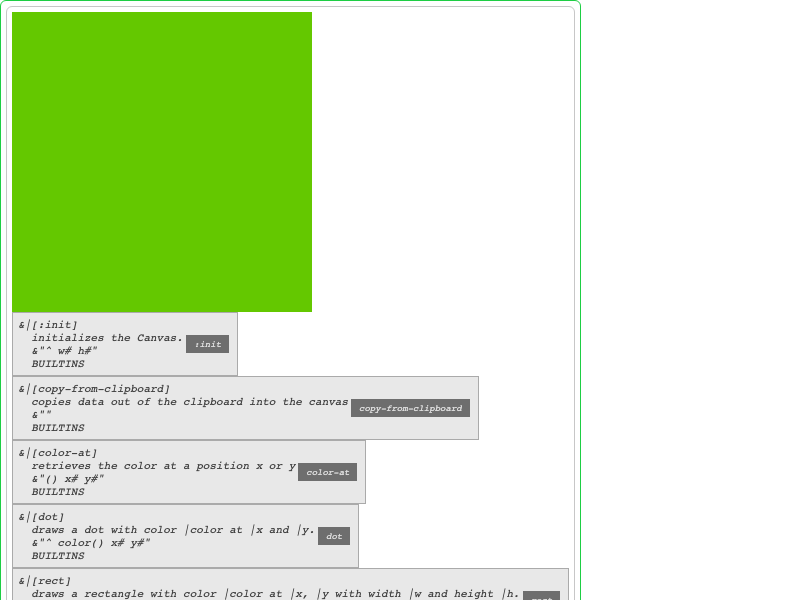 &|[:init]
initializes the Canvas.
&"^ w# h#"
BUILTINS
:init
&|[copy-from-clipboard]
copies data out of the clipboard into the canvas
&""
BUILTINS
copy-from-clipboard
&|[color-at]
retrieves the color at a position x or y
&"() x# y#"
BUILTINS
color-at
&|[dot]
draws a dot with color |color at |x and |y.
&"^ color() x# y#"
BUILTINS
dot
&|[rect]
draws a rectangle with color |color at |x, |y with width |w and height |h.